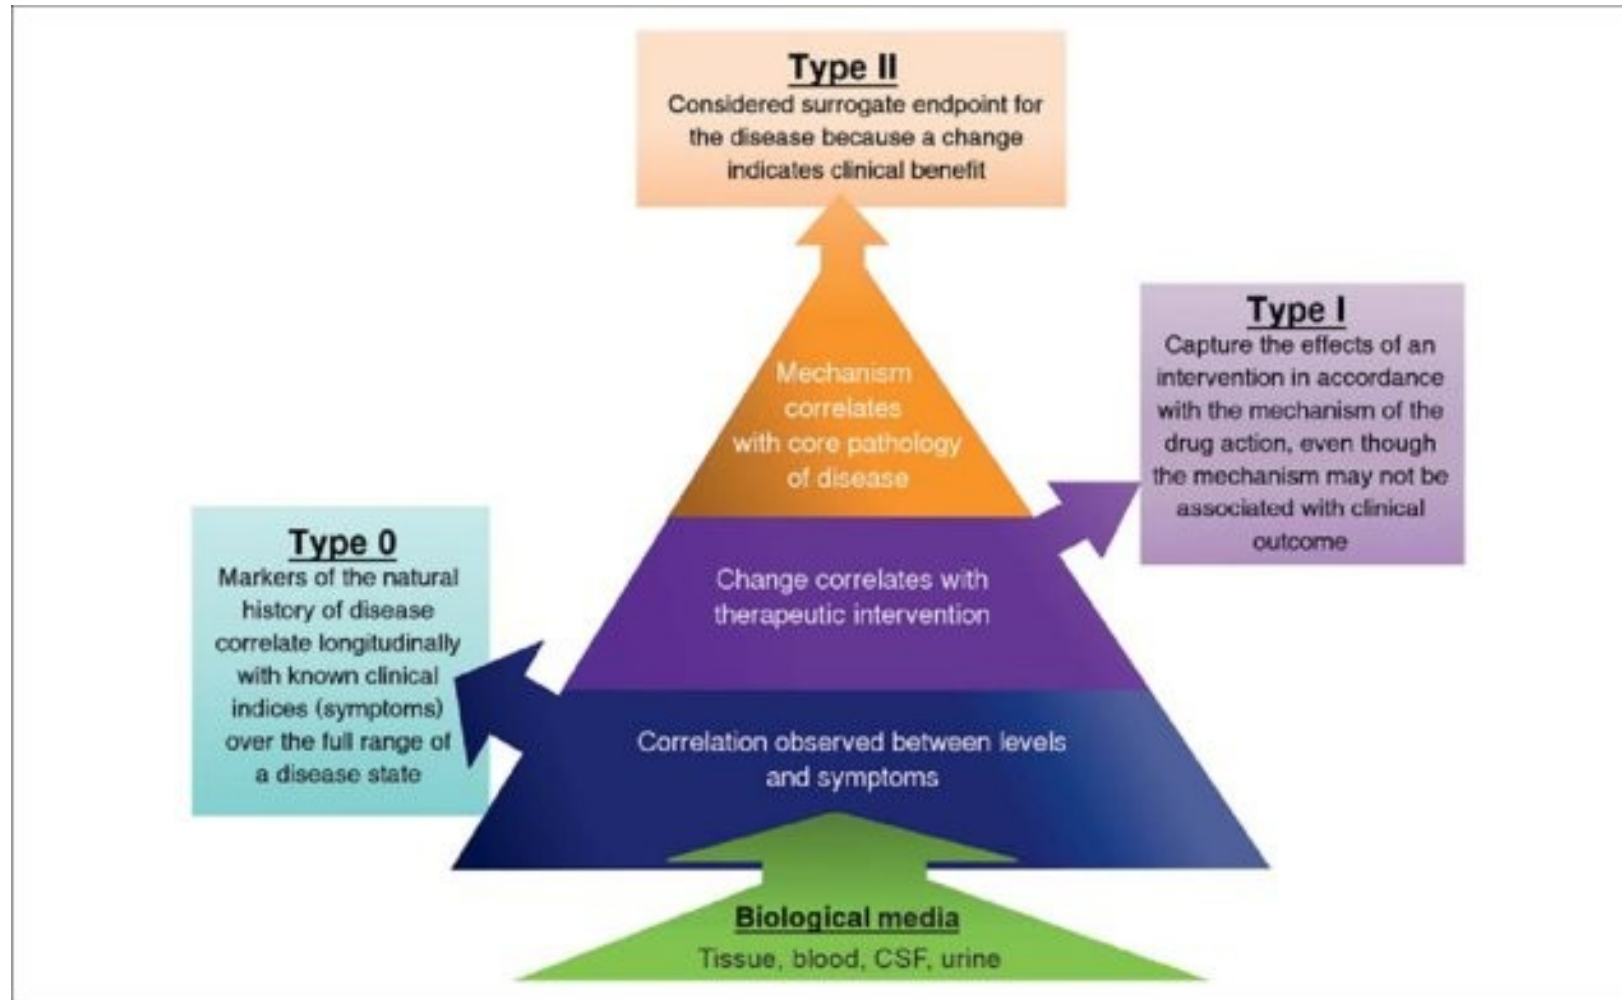 Type II
Considered surrogate endpoint for
the disease because a change
indicates clinical benefit
Type I
Capture the effects of an
intervention in accordance
with the mechanism of the
drug action, even though
the mechanism may not be
associated with clinical
outcome
Mechanism
correlates
with core pathology
of disease
Type 0
Markers of the natural
history of disease
correlate longitudinally
with known clinical
indices (symptoms)
over the full range of
a disease state
Change correlates with
therapeutic intervention
Correlation observed between levels
and symptoms
Biological media
Tissue, blood, CSF, urine